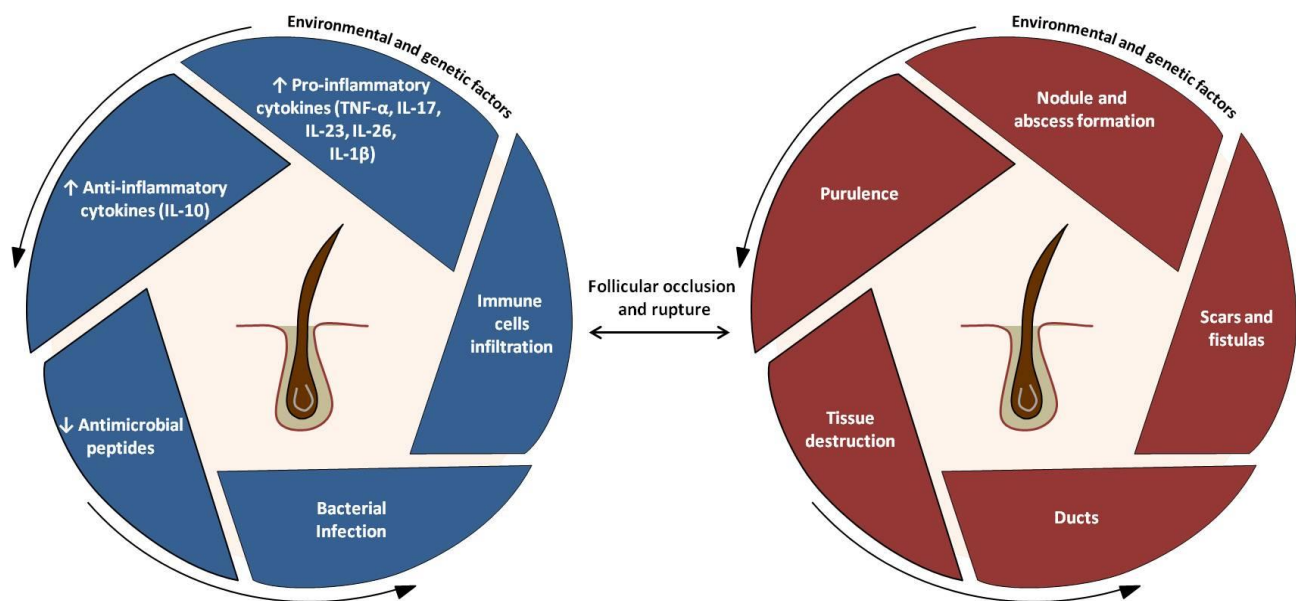 Environmental and genetic factors
↑ Pro-inflammatory
cytokines (TNF-α, IL-17,
IL-23, IL-26,
IL-1β)
↑ Anti-inflammatory
cytokines (IL-10)
Immune
cells
infiltration
↓ Antimicrobial
peptides
Bacterial
Infection
Follicular occlusion
and rupture
Environmental and genetic factors
Nodule and
abscess formation
Purulence
Scars and
fistulas
Tissue
destruction
Ducts